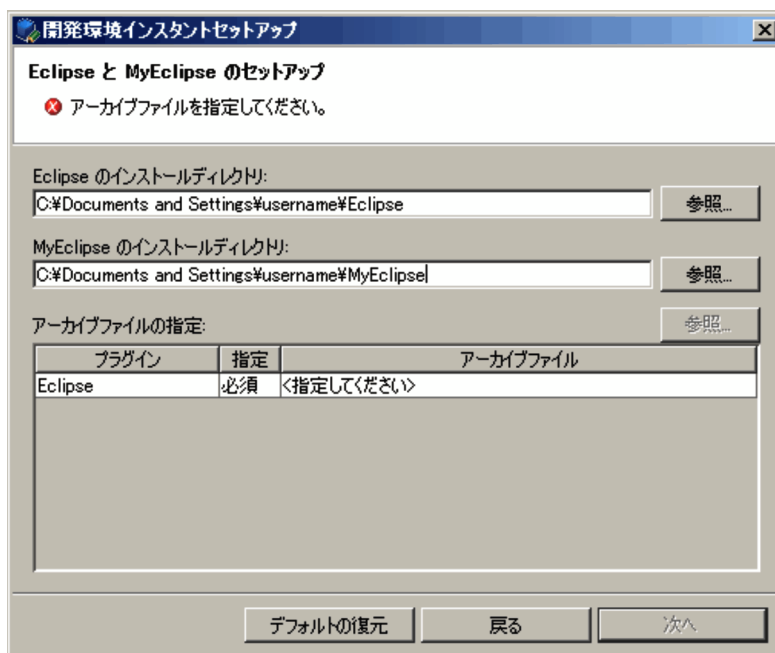 開発環境インスタントセットアップ
Eclipse と MyEclipse のセットアップ
アーカイブファイルを指定してください。
Eclipse のインストールディレクトリ:
C:¥Documents and Settings¥username¥Eclipse 参照...
MyEclipse のインストールディレクトリ:
C:¥Documents and Settings¥username¥MyEclipse 参照...
アーカイブファイルの指定: 参照...
プラグイン 指定 アーカイブファイル
Eclipse 必須 <指定してください>
デフォルトの復元 戻る 次へ